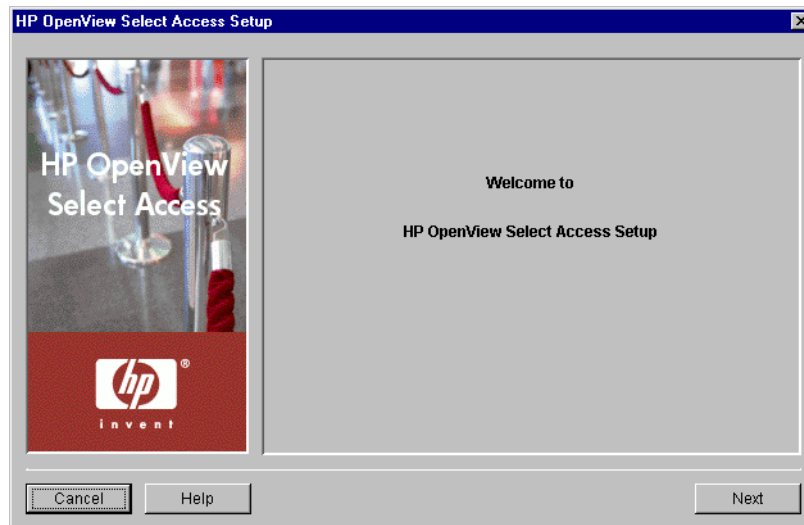 HP OpenView Select Access Setup
HP OpenView
Select Access
hp
®
invent
Welcome to
HP OpenView Select Access Setup
Cancel
Help
Next